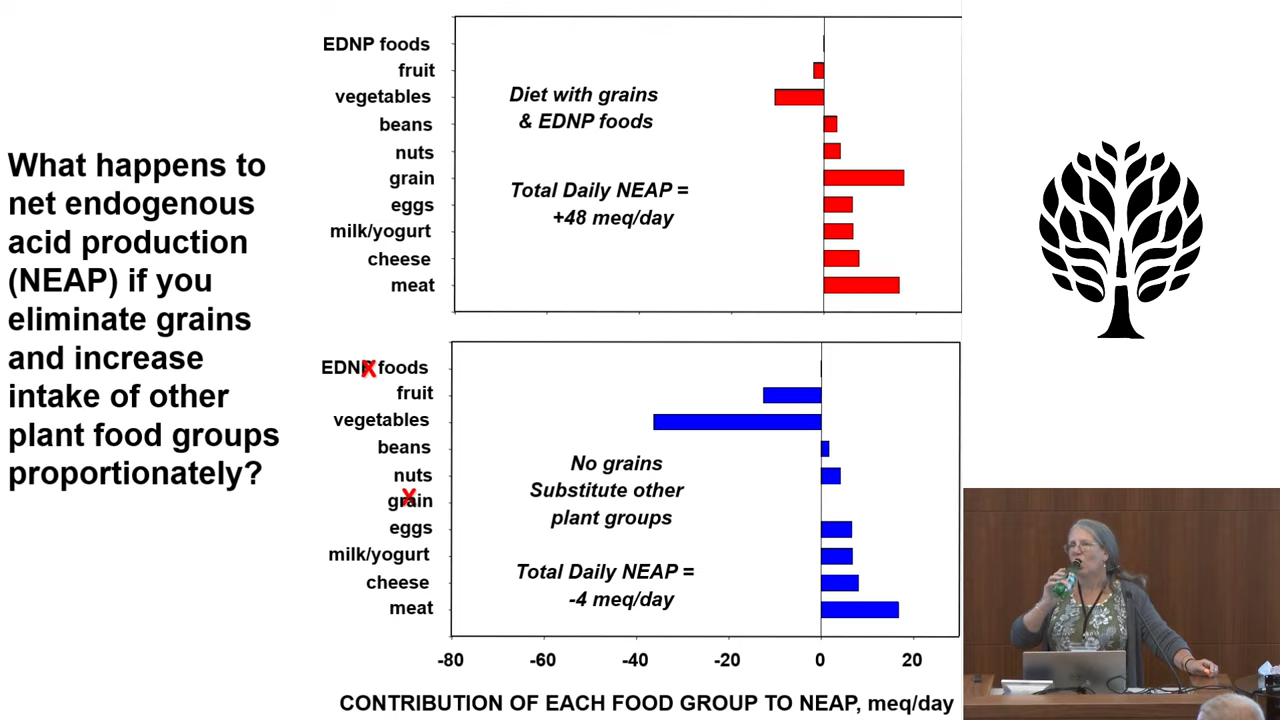 What happens to
net endogenous
acid production
(NEAP) if you
eliminate grains
and increase
intake of other
plant food groups
proportionately?
EDNP foods
fruit
vegetables
beans
nuts
grain
eggs
milk/yogurt
cheese
meat
Diet with grains
& EDNP foods
Total Daily NEAP =
+48 meq/day
EDNP foods
fruit
vegetables
beans
nuts
grain
eggs
milk/yogurt
cheese
meat
No grains
Substitute other
plant groups
Total Daily NEAP =
-4 meq/day
-80 -60 -40 -20 0 20
CONTRIBUTION OF EACH FOOD GROUP TO NEAP, meq/day